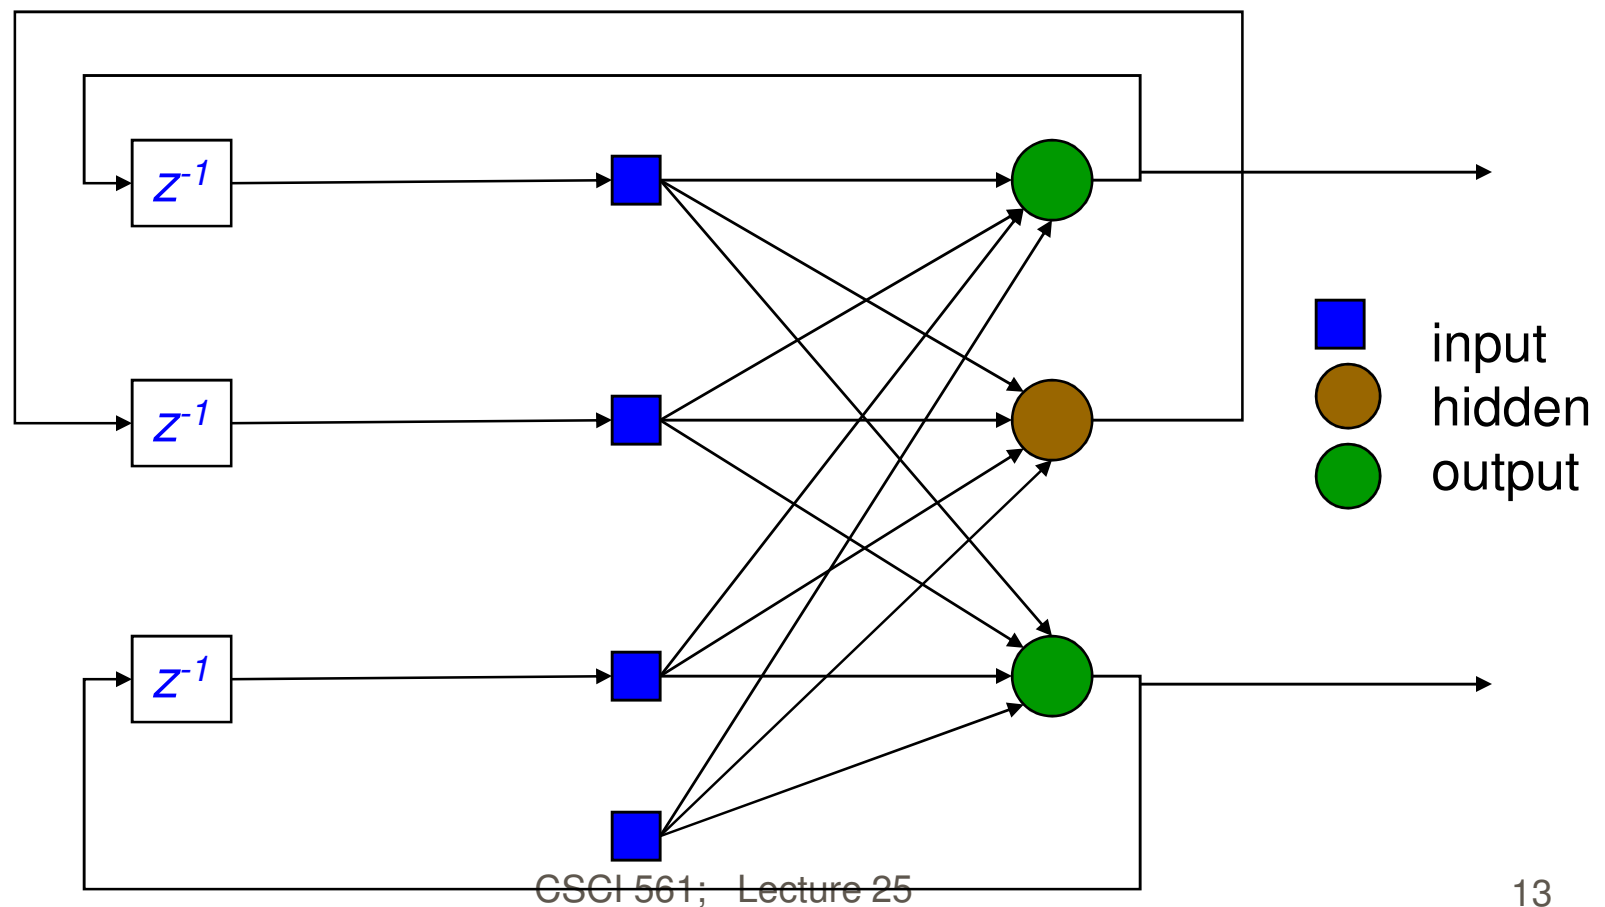 z-1
z-1
z-1
input
hidden
output
CSCI 561; Lecture 25
13